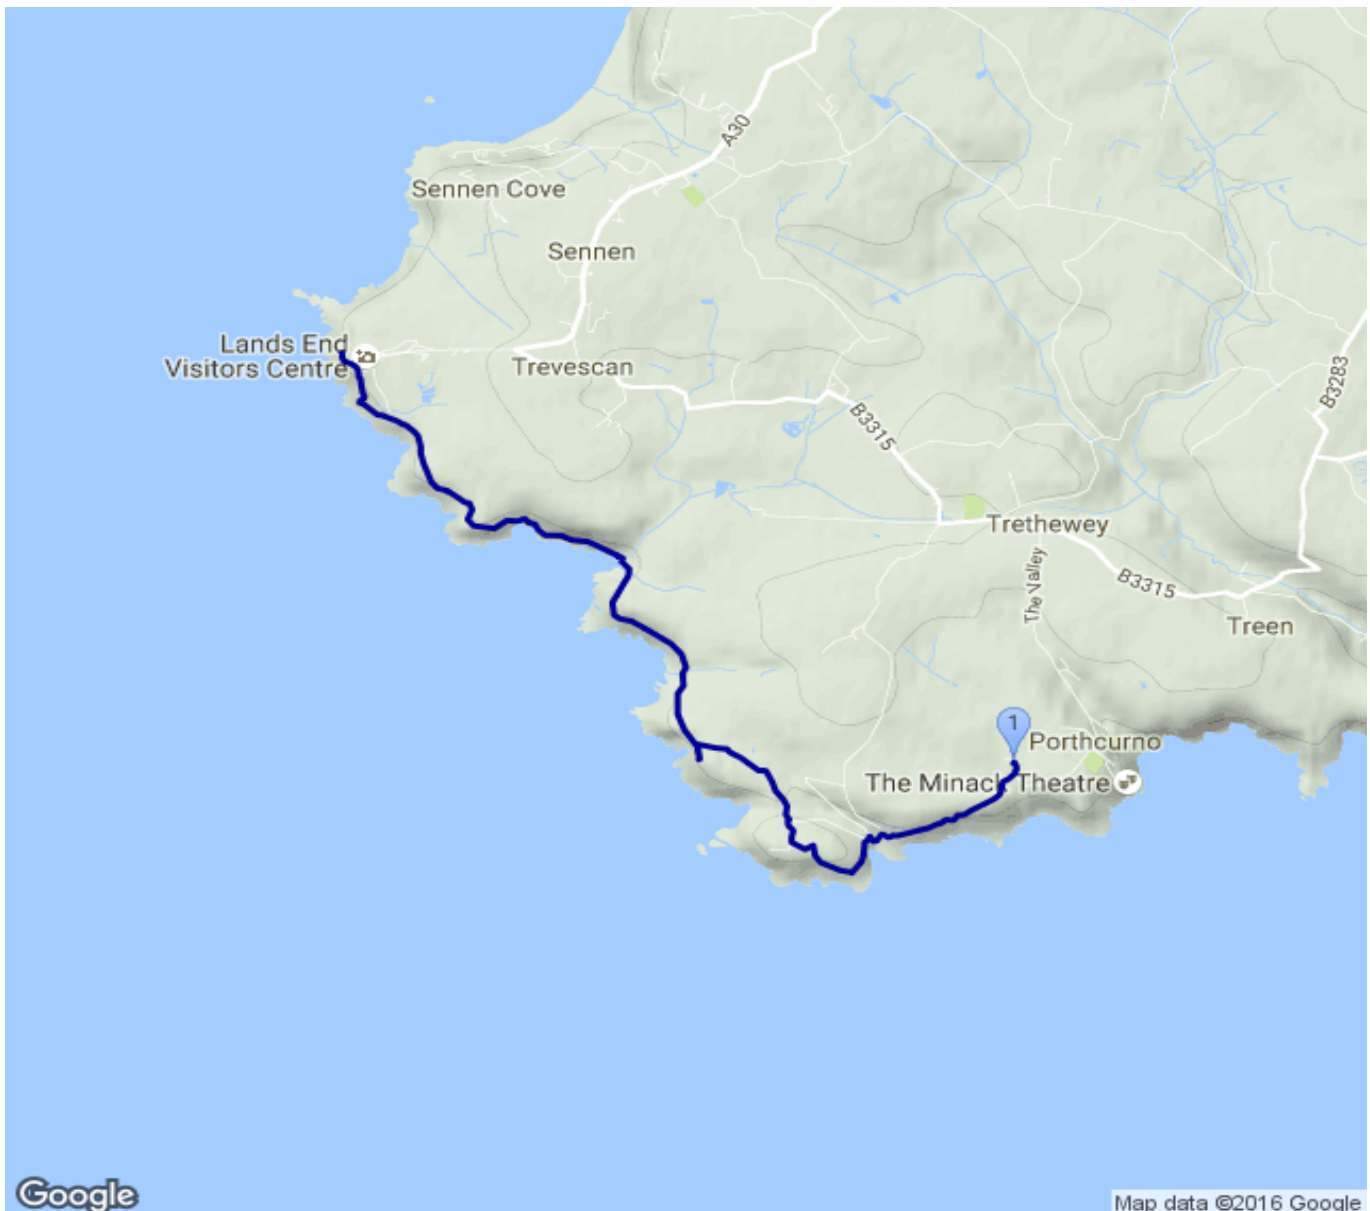 A30
Sennen Cove
Sennen
Lands End
Visitors Centre
Trevescan
B3283
B3315
Trethewey
The Valley
B3315
Treen
1
Porthcurno
The Minack Theatre
Google
Map data ©2016 Google